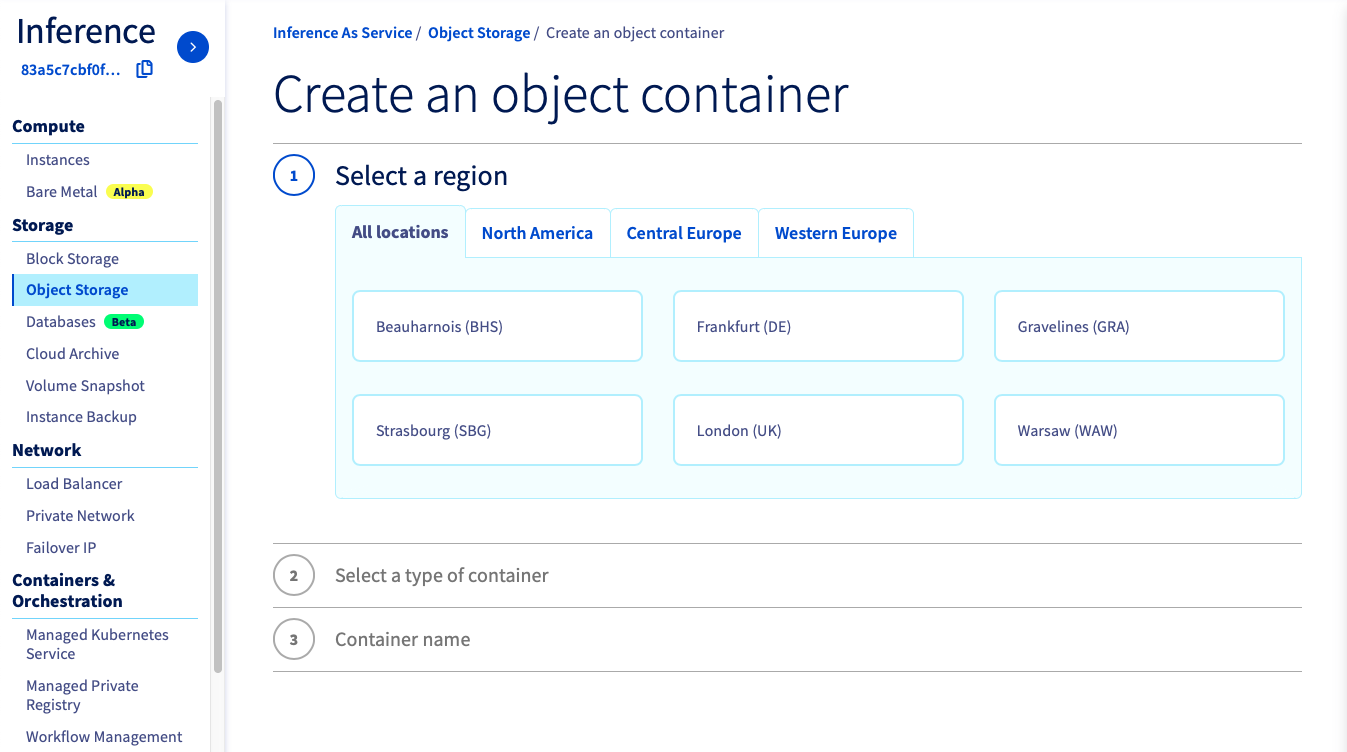 Inference
83a5c7cbf0f...
Compute
Instances
Bare Metal Alpha
Storage
Block Storage
Object Storage
Databases Beta
Cloud Archive
Volume Snapshot
Instance Backup
Network
Load Balancer
Private Network
Failover IP
Containers &
Orchestration
Managed Kubernetes
Service
Managed Private
Registry
Workflow Management
Inference As Service / Object Storage / Create an object container
Create an object container
1 Select a region
All locations North America Central Europe Western Europe
Beauharnois (BHS) Frankfurt (DE) Gravelines (GRA)
Strasbourg (SBG) London (UK) Warsaw (WAW)
2 Select a type of container
3 Container name